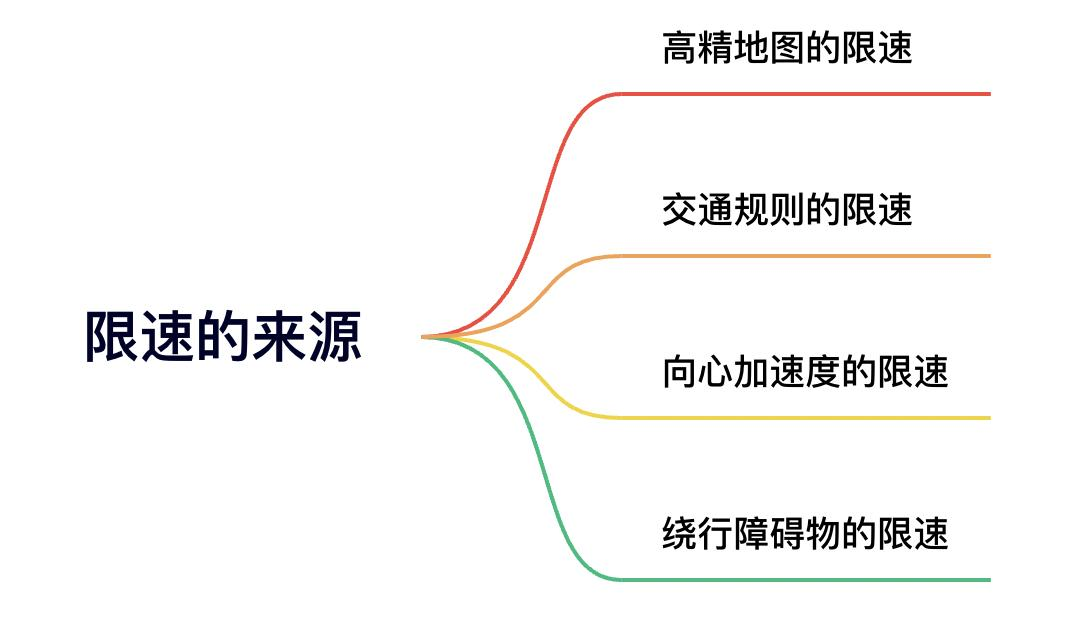 高精地图的限速
交通规则的限速
限速的来源
向心加速度的限速
绕行障碍物的限速